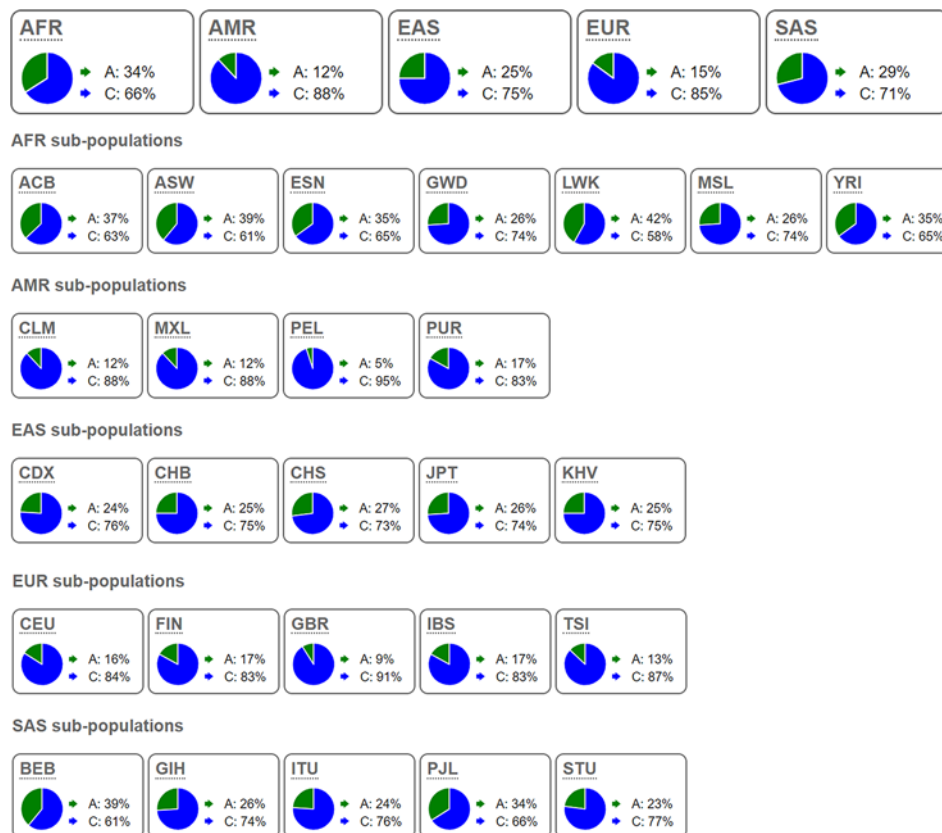 AFR AMR EAS EUR SAS
A: 34% A: 12% A: 25% A: 15% A: 29%
C: 66% C: 88% C: 75% C: 85% C: 71%
AFR sub-populations
ACB ASW ESN GWD LWK MSL YRI
A: 37% A: 39% A: 35% A: 26% A: 42% A: 26% A: 35%
C: 63% C: 61% C: 65% C: 74% C: 58% C: 74% C: 65%
AMR sub-populations
CLM MXL PEL PUR
A: 12% A: 12% A: 5% A: 17%
C: 88% C: 88% C: 95% C: 83%
EAS sub-populations
CDX CHB CHS JPT KHV
A: 24% A: 25% A: 27% A: 26% A: 25%
C: 76% C: 75% C: 73% C: 74% C: 75%
EUR sub-populations
CEU FIN GBR IBS TSI
A: 16% A: 17% A: 9% A: 17% A: 13%
C: 84% C: 83% C: 91% C: 83% C: 87%
SAS sub-populations
BEB GIH ITU PJL STU
A: 39% A: 26% A: 24% A: 34% A: 23%
C: 61% C: 74% C: 76% C: 66% C: 77%